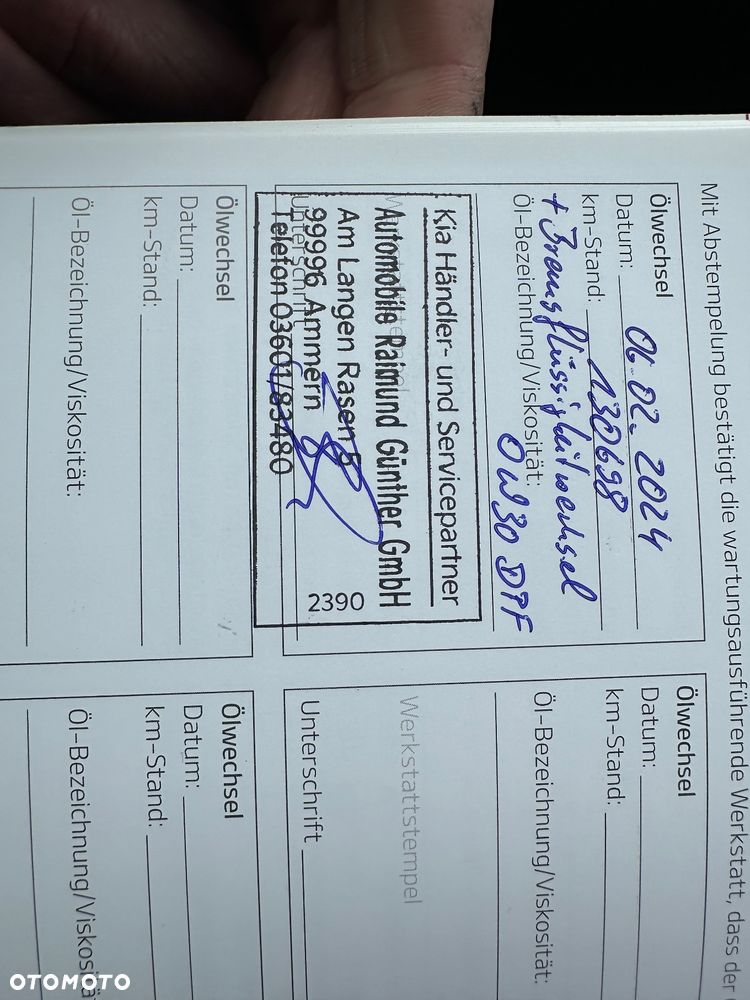 Mit Abstempelung bestätigt die wartungsausführende Werkstatt, dass der
Ölwechsel
Datum: 06.02.2024
km-Stand: 130698
+ Bremsflüssigkeitwechsel
Öl-Bezeichnung/Viskosität:
0W30 DPF
Kia Händler- und Servicepartner
Automobile Raimund Günther GmbH
Am Langen Rasen 5
99996 Ammern
2390
Telefon 03601/83480
Unterschrift
Ölwechsel
Datum:
km-Stand:
Öl-Bezeichnung/Viskosität:
Werkstattstempel
Unterschrift
Ölwechsel
Datum:
km-Stand:
Öl-Bezeichnung/Viskosität:
Ölwechsel
Datum:
km-Stand:
Öl-Bezeichnung/Viskositä
OTOMOTO